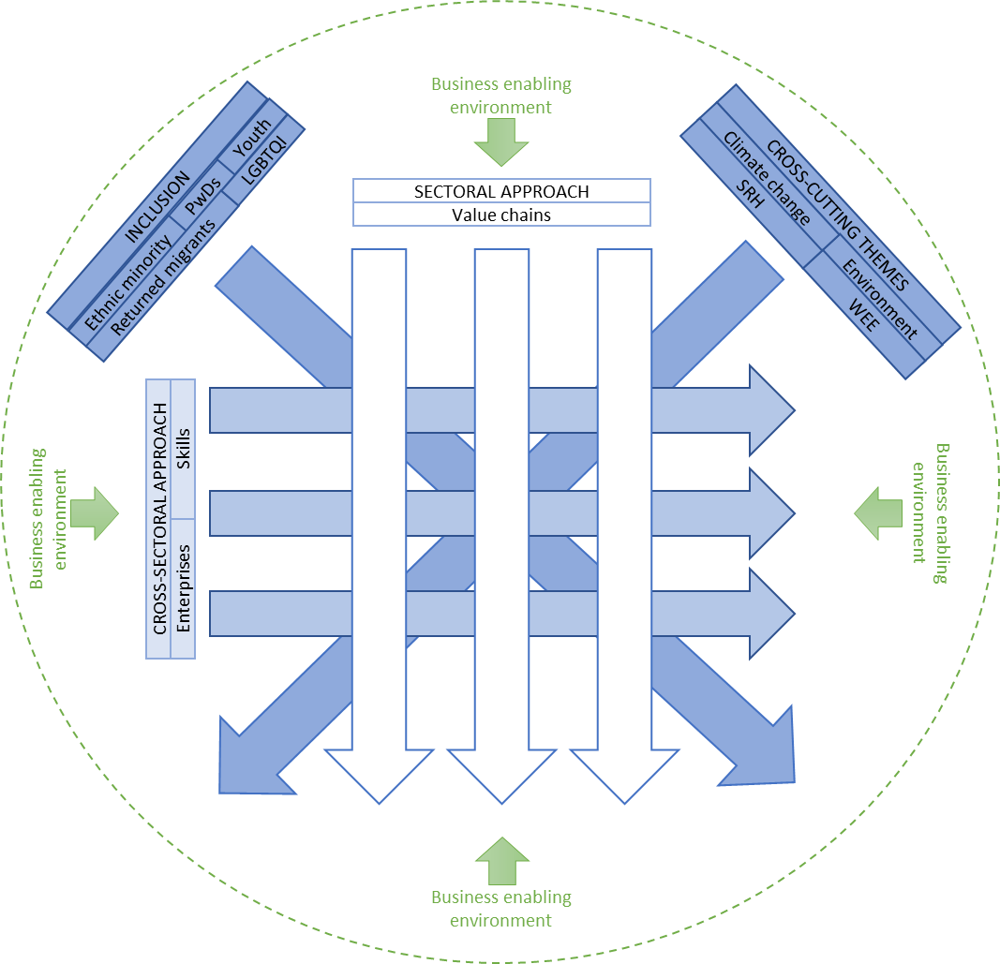 Business enabling
environment
SECTORAL APPROACH
Value chains
INCLUSION
Ethnic minority
PwDs
Youth
Returned migrants
LGBTQI
CROSS-CUTTING THEMES
Climate change
Environment
SRH
WEE
CROSS-SECTORAL APPROACH
Skills
Enterprises
Business enabling
environment
Business enabling
environment
Business enabling
environment